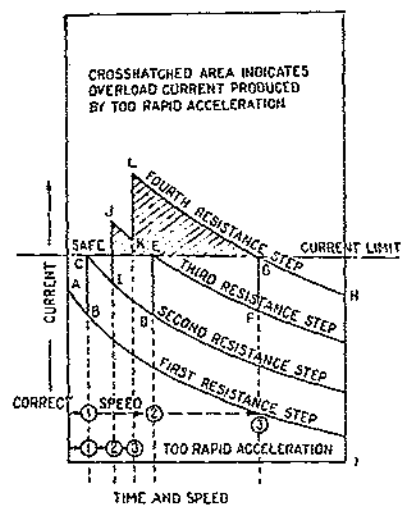 CROSSHATCHED AREA INDICATES
OVERLOAD CURRENT PRODUCED
BY TOO RAPID ACCELERATION
L
FOURTH RESISTANCE STEP
J
SAFE
K
E
CURRENT LIMIT
C
G
A
I
THIRD RESISTANCE STEP
H
CURRENT
B
D
F
SECOND RESISTANCE STEP
FIRST RESISTANCE STEP
CORRECT
SPEED
1
2
3
1
2
3
TOO RAPID ACCELERATION
TIME AND SPEED